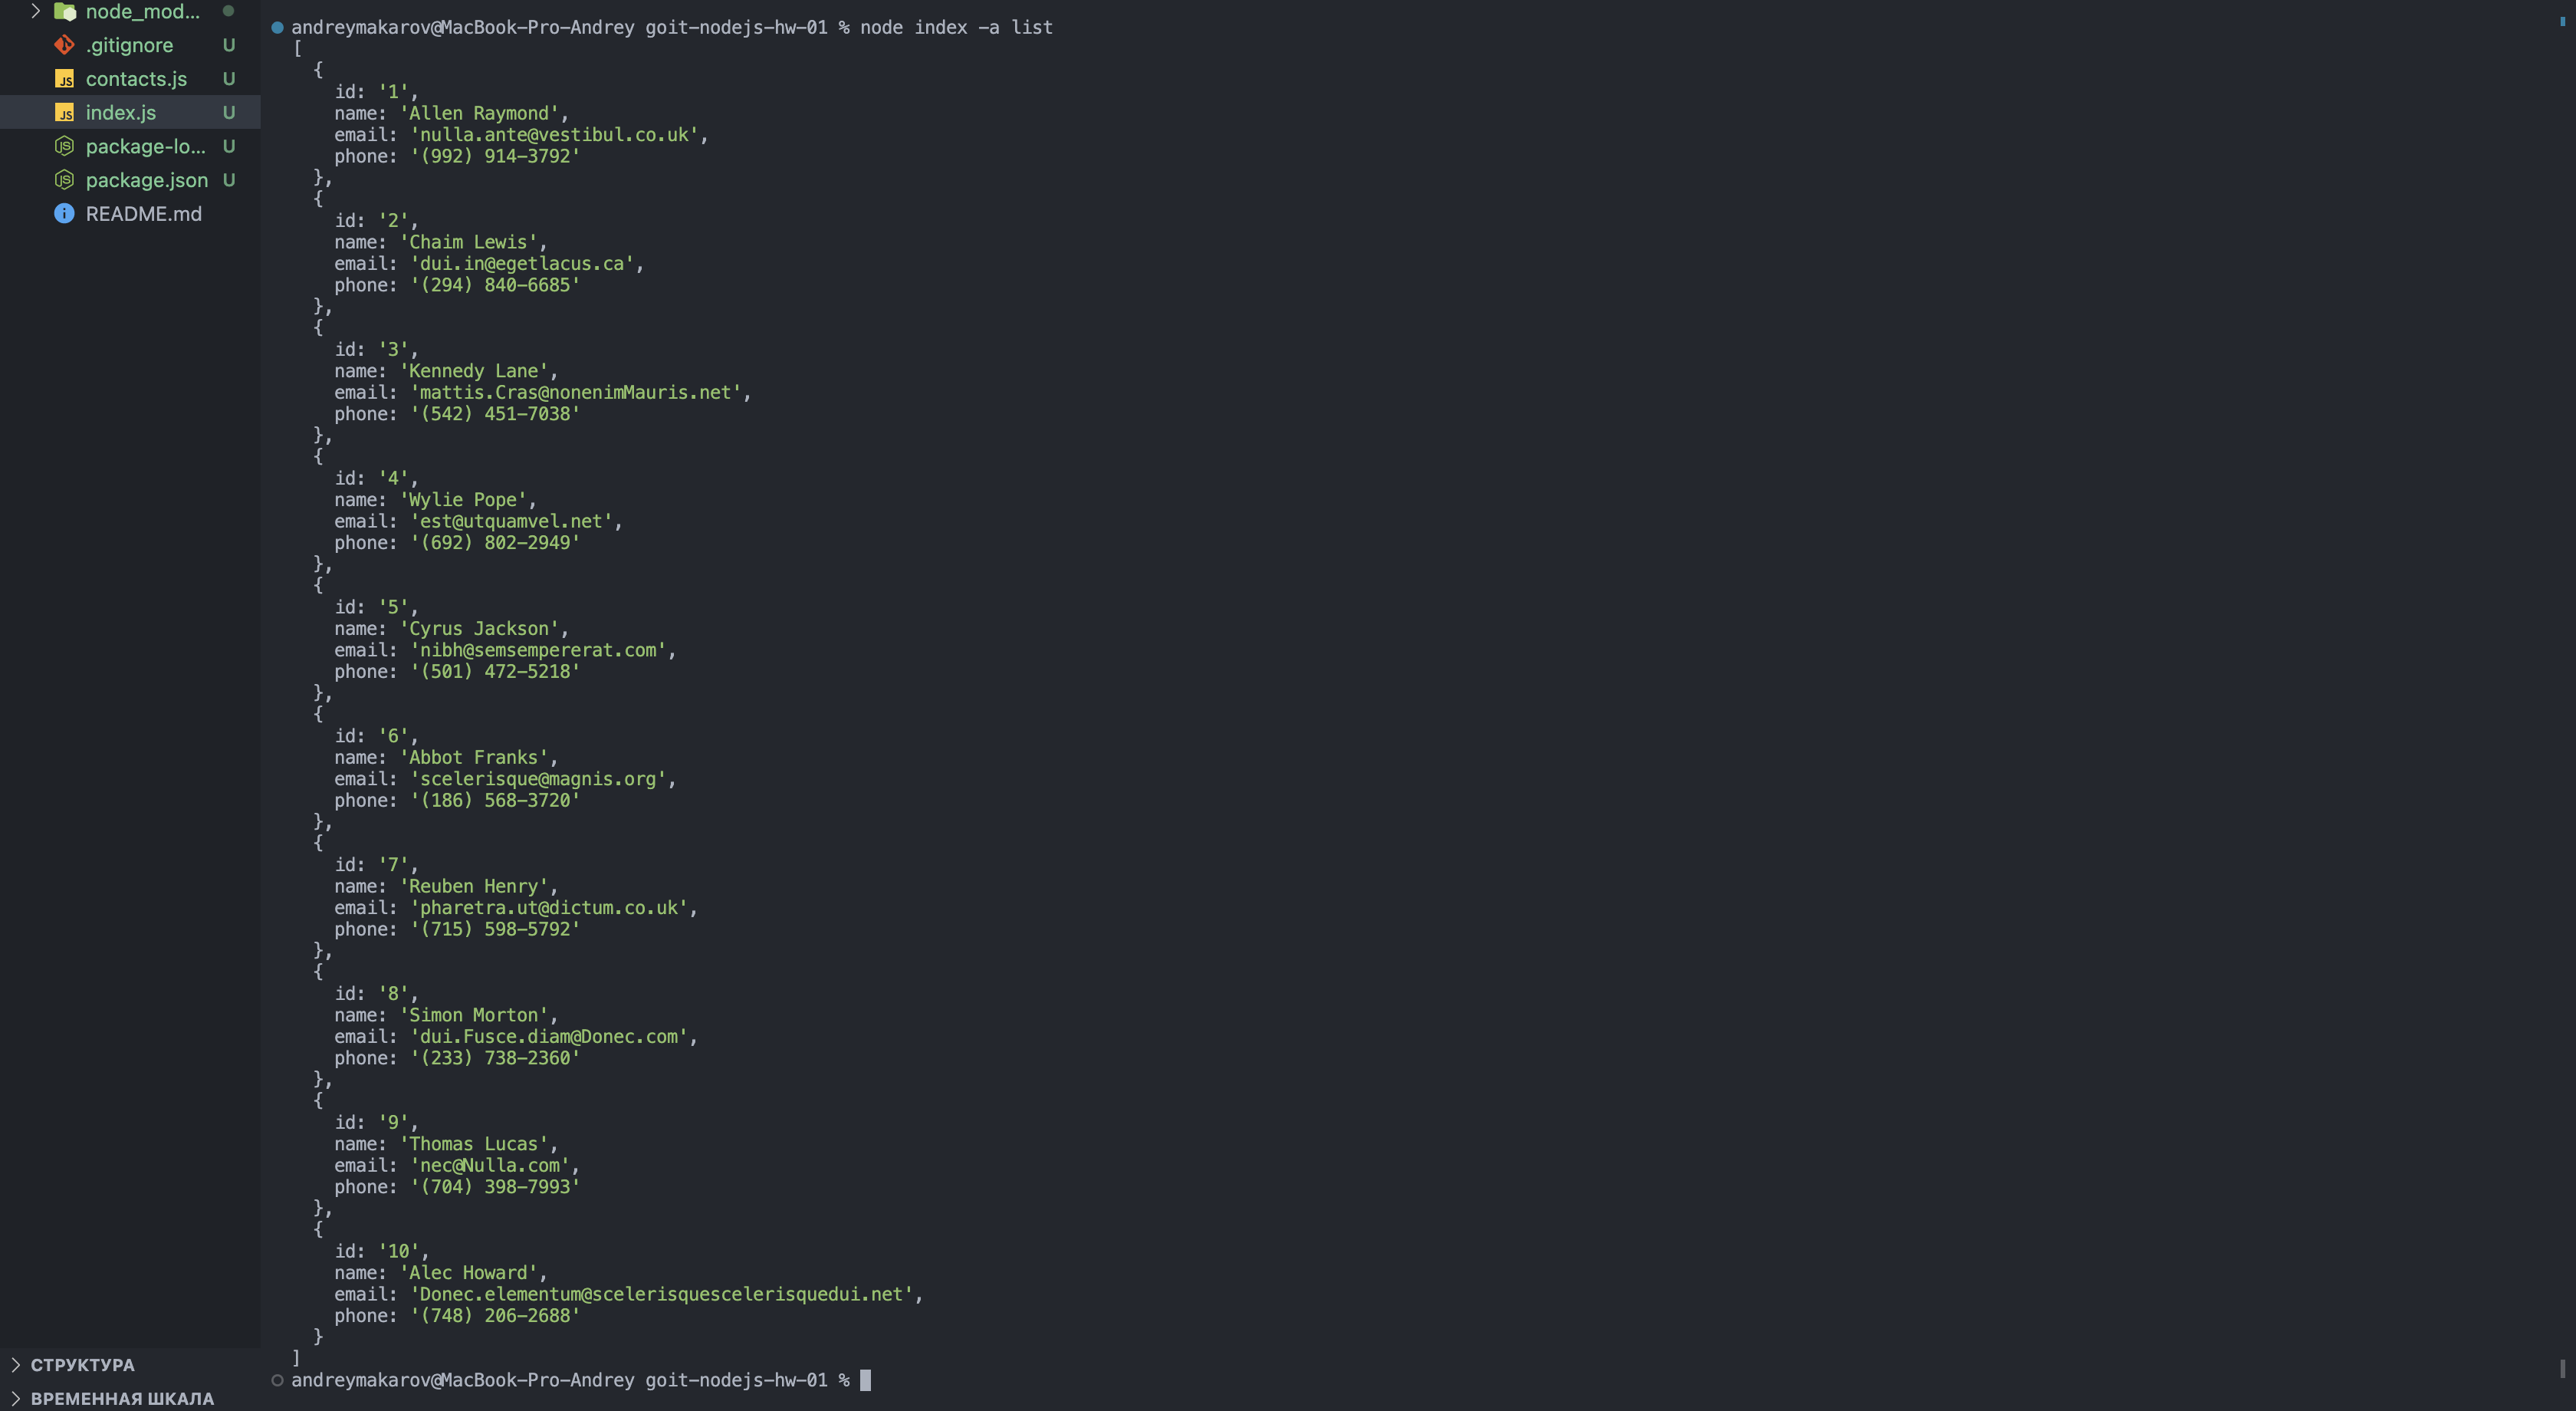 node_mod...
.gitignore U
contacts.js U
index.js U
package-lo... U
package.json U
README.md
СТРУКТУРА
ВРЕМЕННАЯ ШКАЛА
andreymakarov@MacBook-Pro-Andrey goit-nodejs-hw-01 % node index -a list
[
{
id: '1',
name: 'Allen Raymond',
email: 'nulla.ante@vestibul.co.uk',
phone: '(992) 914-3792'
},
{
id: '2',
name: 'Chaim Lewis',
email: 'dui.in@egetlacus.ca',
phone: '(294) 840-6685'
},
{
id: '3',
name: 'Kennedy Lane',
email: 'mattis.Cras@nonenimMauris.net',
phone: '(542) 451-7038'
},
{
id: '4',
name: 'Wylie Pope',
email: 'est@utquamvel.net',
phone: '(692) 802-2949'
},
{
id: '5',
name: 'Cyrus Jackson',
email: 'nibh@semsempererat.com',
phone: '(501) 472-5218'
},
{
id: '6',
name: 'Abbot Franks',
email: 'scelerisque@magnis.org',
phone: '(186) 568-3720'
},
{
id: '7',
name: 'Reuben Henry',
email: 'pharetra.ut@dictum.co.uk',
phone: '(715) 598-5792'
},
{
id: '8',
name: 'Simon Morton',
email: 'dui.Fusce.diam@Donec.com',
phone: '(233) 738-2360'
},
{
id: '9',
name: 'Thomas Lucas',
email: 'nec@Nulla.com',
phone: '(704) 398-7993'
},
{
id: '10',
name: 'Alec Howard',
email: 'Donec.elementum@scelerisquescelerisquedui.net',
phone: '(748) 206-2688'
}
]
andreymakarov@MacBook-Pro-Andrey goit-nodejs-hw-01 %